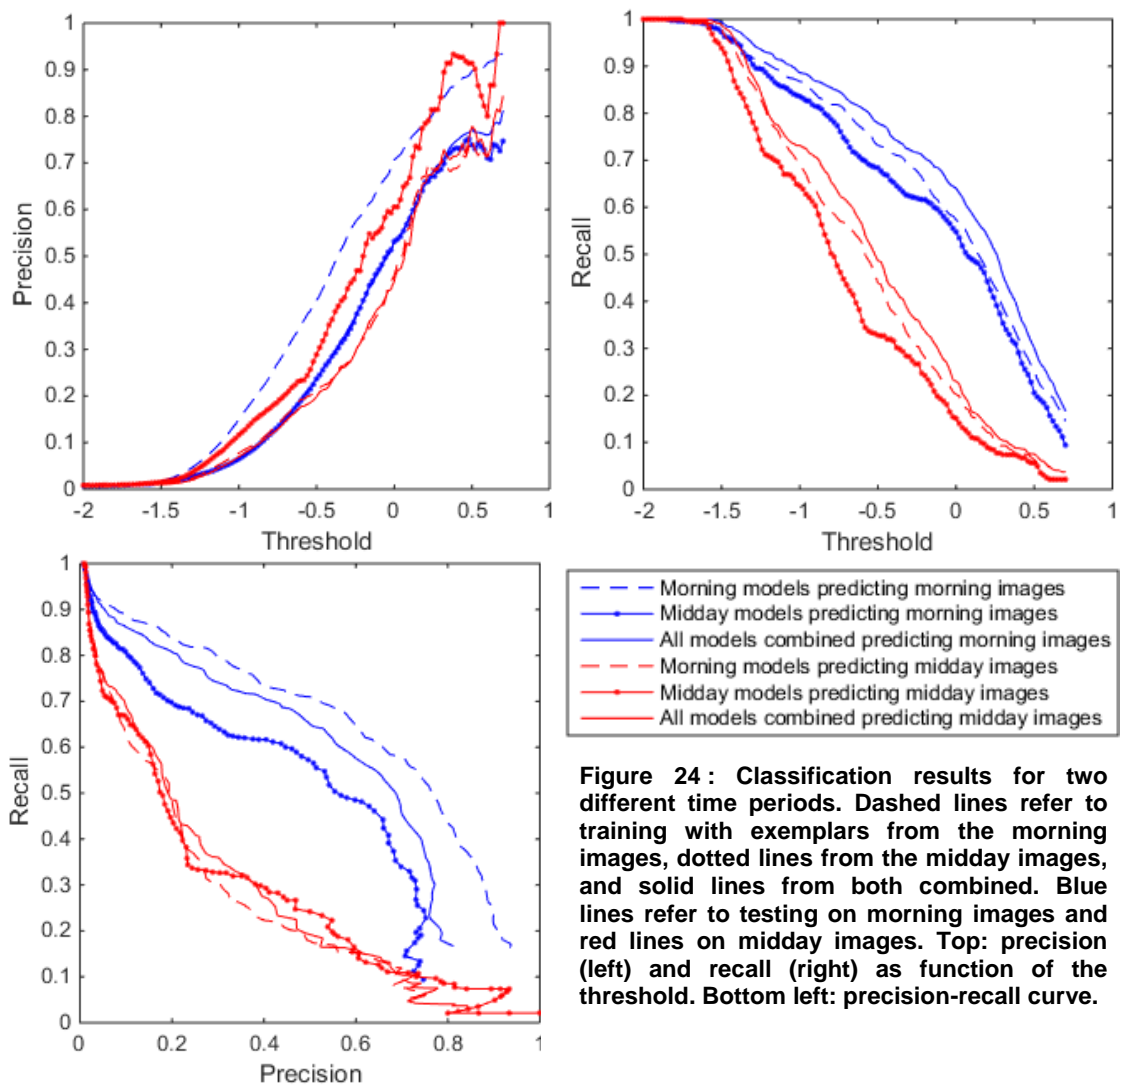 1
0.9
0.8
0.7
0.6
0.5
0.4
0.3
0.2
0.1
0
Precision
-2 -1.5 -1 -0.5 0 0.5 1
Threshold
1
0.9
0.8
0.7
0.6
0.5
0.4
0.3
0.2
0.1
0
Recall
-2 -1.5 -1 -0.5 0 0.5 1
Threshold
1
0.9
0.8
0.7
0.6
0.5
0.4
0.3
0.2
0.1
0
Recall
0 0.2 0.4 0.6 0.8 1
Precision
Morning models predicting morning images
Midday models predicting morning images
All models combined predicting morning images
Morning models predicting midday images
Midday models predicting midday images
All models combined predicting midday images
Figure 24 : Classification results for two
different time periods. Dashed lines refer to
training with exemplars from the morning
images, dotted lines from the midday images,
and solid lines from both combined. Blue
lines refer to testing on morning images and
red lines on midday images. Top: precision
(left) and recall (right) as function of the
threshold. Bottom left: precision-recall curve.